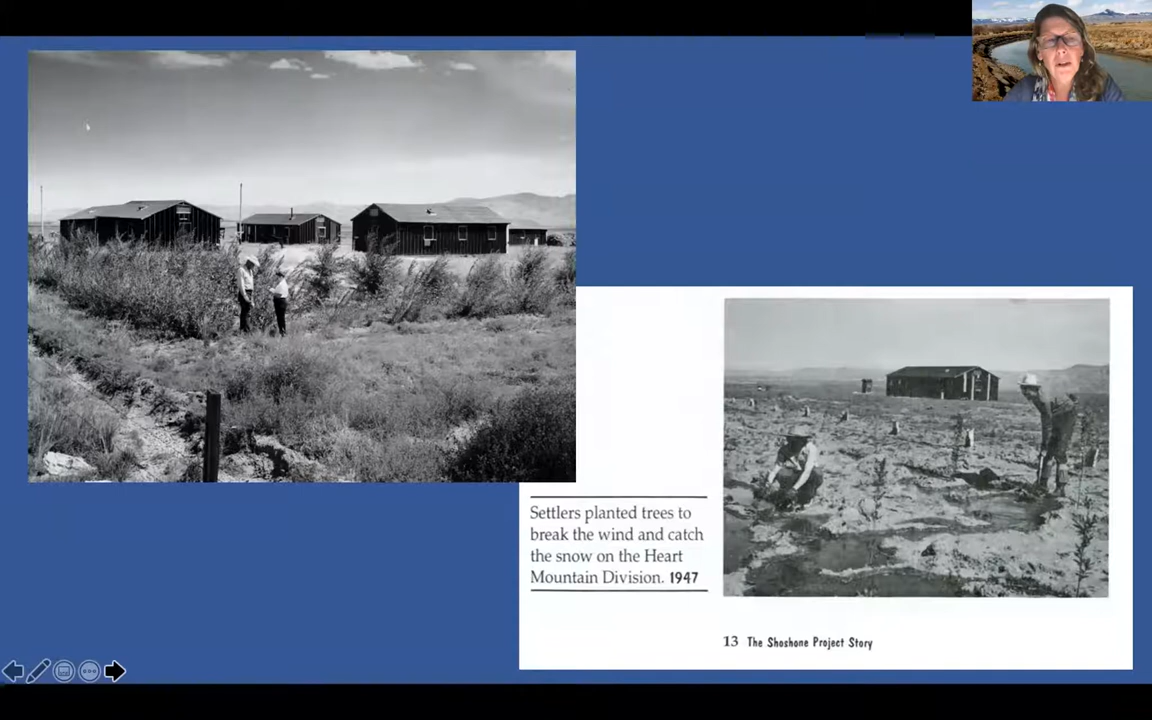 Settlers planted trees to
break the wind and catch
the snow on the Heart
Mountain Division. 1947
13 The Shoshone Project Story